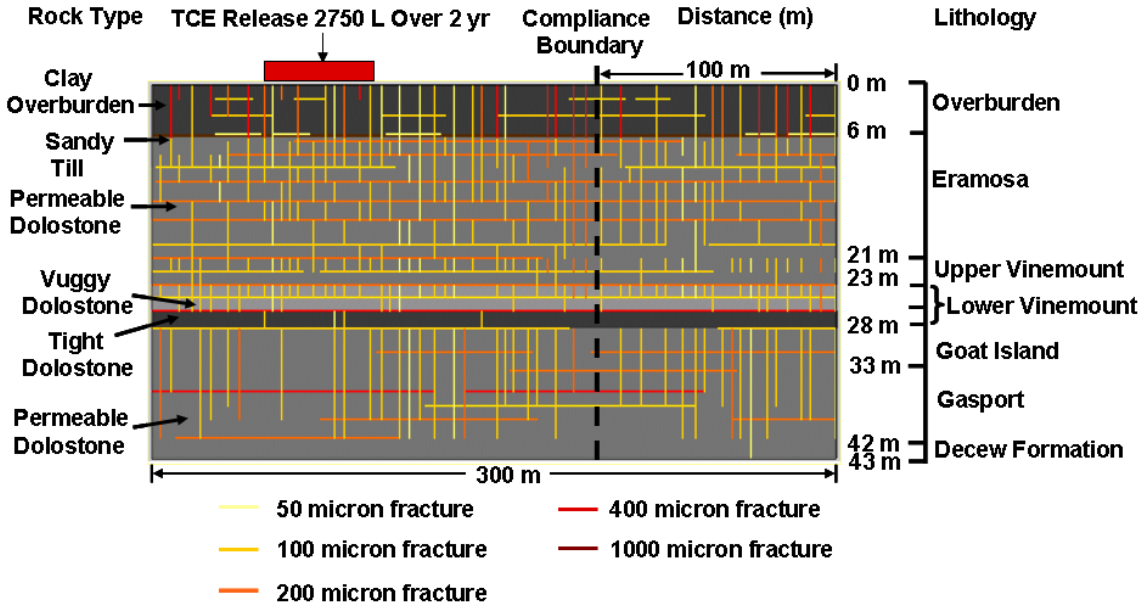 Rock Type
TCE Release 2750 L Over 2 yr
Compliance
Boundary
Distance (m)
Lithology
100 m
Clay
Overburden
Sandy
Till
Permeable
Dolostone
Vuggy
Dolostone
Tight
Dolostone
Permeable
Dolostone
0 m
6 m
21 m
23 m
28 m
33 m
42 m
43 m
Overburden
Eramosa
Upper Vinemount
Lower Vinemount
Goat Island
Gasport
Decew Formation
300 m
50 micron fracture
100 micron fracture
200 micron fracture
400 micron fracture
1000 micron fracture